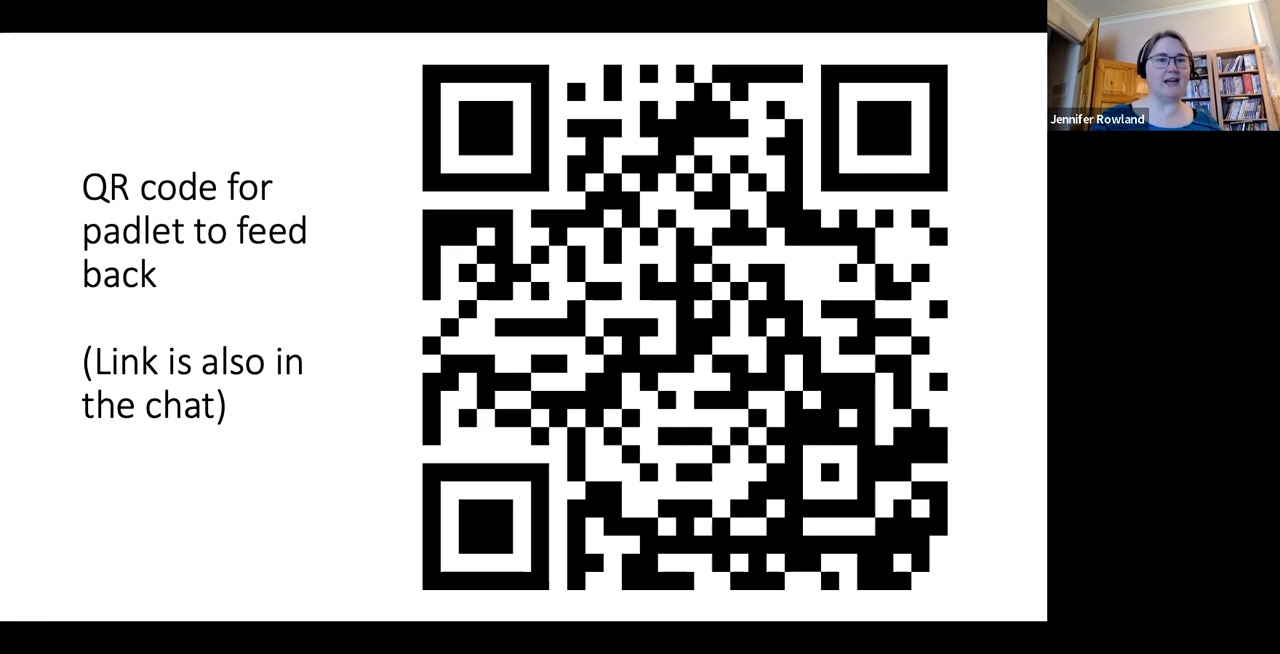 QR code for
padlet to feed
back
(Link is also in
the chat)
Jennifer Rowland